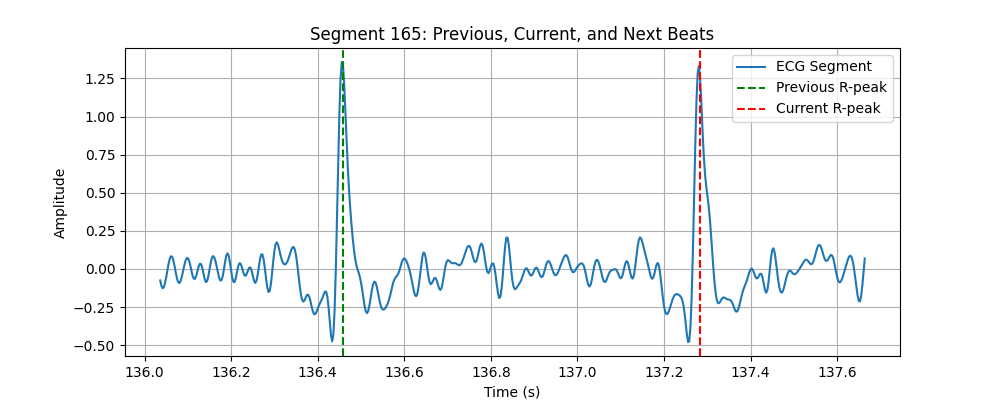 Segment 165: Previous, Current, and Next Beats
ECG Segment
Previous R-peak
Current R-peak
Amplitude
1.25
1.00
0.75
0.50
0.25
0.00
−0.25
−0.50
136.0 136.2 136.4 136.6 136.8 137.0 137.2 137.4 137.6
Time (s)